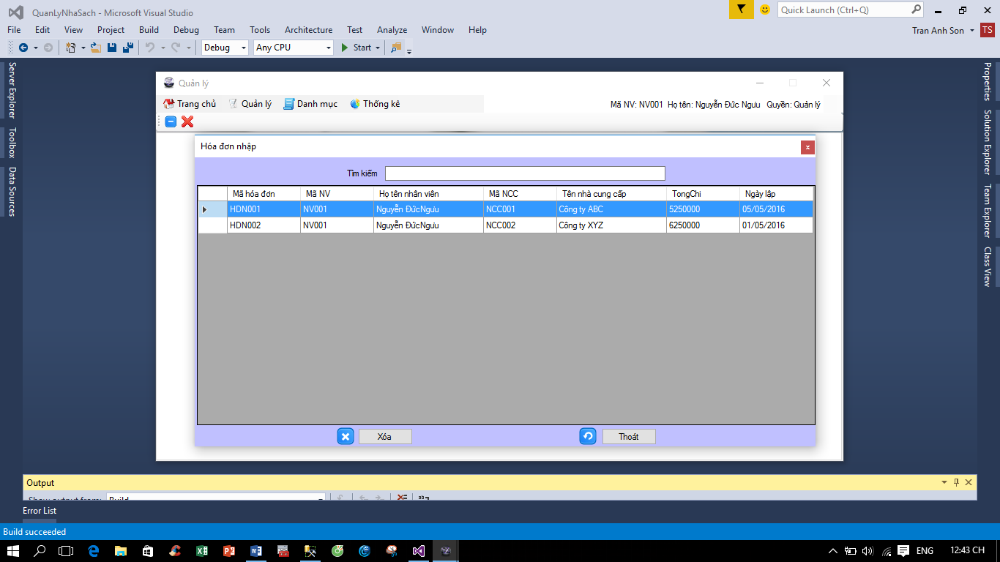 QuanLyNhaSach - Microsoft Visual Studio
Quick Launch (Ctrl+Q)
File Edit View Project Build Debug Team Tools Architecture Test Analyze Window Help
Tran Anh Son TS
Debug Any CPU Start
Server Explorer
Toolbox
Data Sources
Properties
Solution Explorer
Team Explorer
Class View
Quản lý
Trang chủ Quản lý Danh mục Thống kê
Mã NV: NV001 Họ tên: Nguyễn Đức Ngưu Quyền: Quản lý
Hóa đơn nhập
x
Tìm kiếm
Mã hóa đơn Mã NV Họ tên nhân viên Mã NCC Tên nhà cung cấp TongChi Ngày lập
HDN001 NV001 Nguyễn ĐứcNgưu NCC001 Công ty ABC 5250000 05/05/2016
HDN002 NV001 Nguyễn ĐứcNgưu NCC002 Công ty XYZ 6250000 01/05/2016
Xóa Thoát
Output
Show output from: Build
Error List
Build succeeded
ENG 12:43 CH